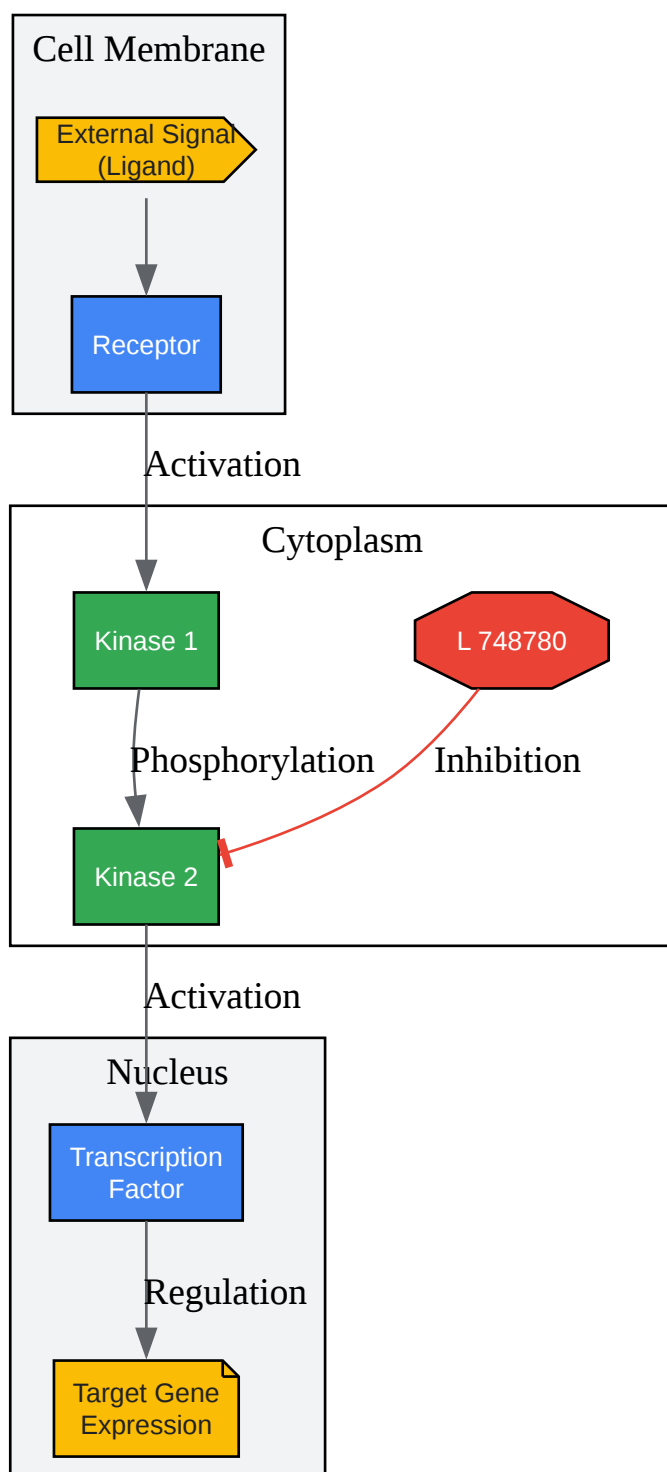 Cell Membrane
External Signal
(Ligand)
Receptor
Activation
Cytoplasm
Kinase 1
L 748780
Phosphorylation
Inhibition
Kinase 2
Activation
Nucleus
Transcription
Factor
Regulation
Target Gene
Expression